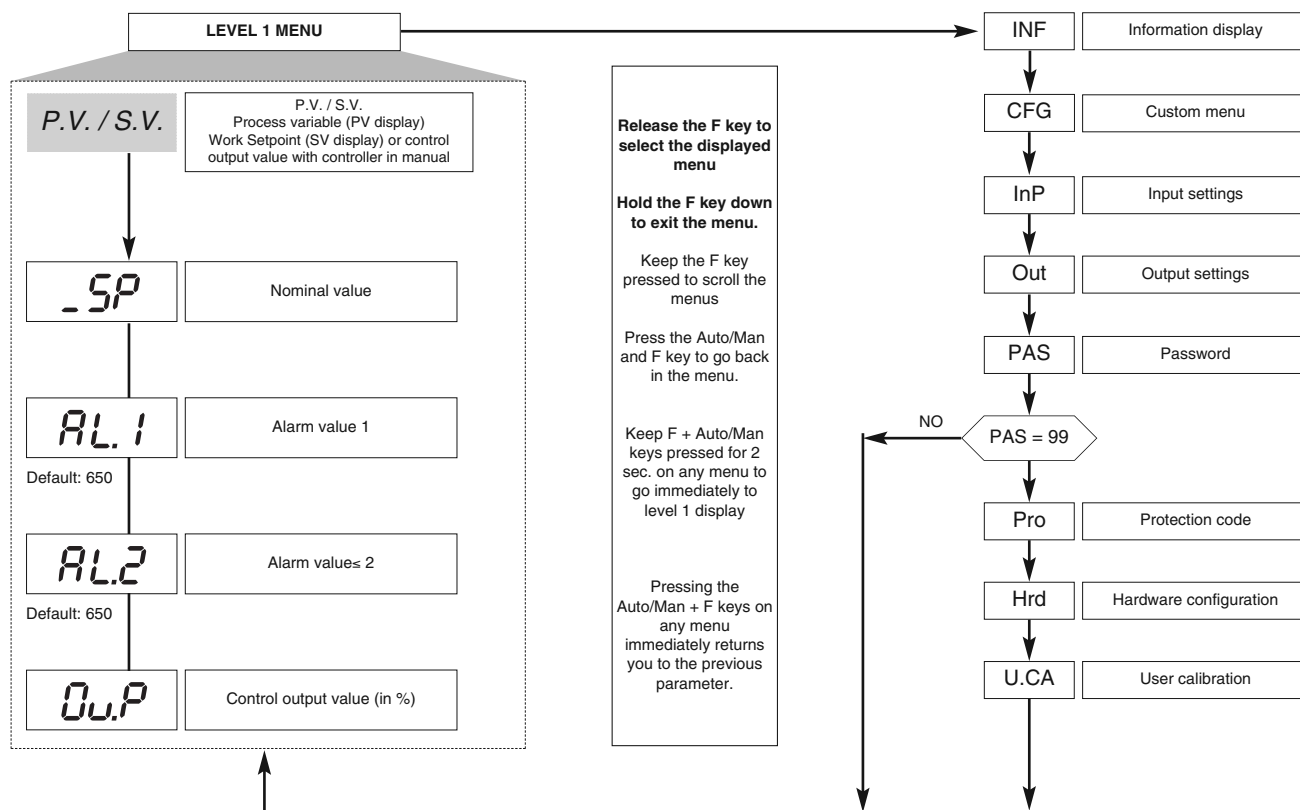 LEVEL 1 MENU
P.V. / S.V.
P.V. / S.V.
Process variable (PV display)
Work Setpoint (SV display) or control
output value with controller in manual
_SP
Nominal value
AL.1
Alarm value 1
Default: 650
AL.2
Alarm value≤ 2
Default: 650
Ou.P
Control output value (in %)
Release the F key to
select the displayed
menu
Hold the F key down
to exit the menu.
Keep the F key
pressed to scroll the
menus
Press the Auto/Man
and F key to go back
in the menu.
Keep F + Auto/Man
keys pressed for 2
sec. on any menu to
go immediately to
level 1 display
Pressing the
Auto/Man + F keys on
any menu
immediately returns
you to the previous
parameter.
INF
Information display
CFG
Custom menu
InP
Input settings
Out
Output settings
PAS
Password
NO
PAS = 99
Pro
Protection code
Hrd
Hardware configuration
U.CA
User calibration